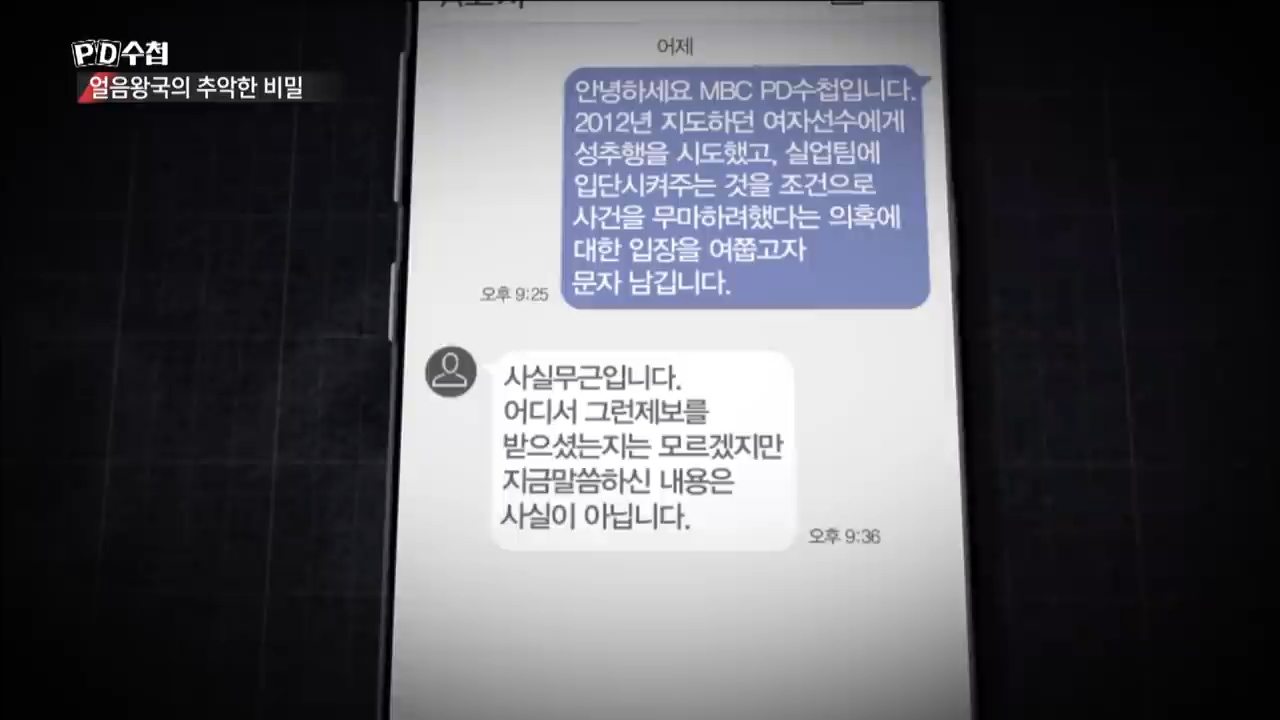 PD수첩
얼음왕국의 추악한 비밀
어제
안녕하세요 MBC PD수첩입니다.
2012년 지도하던 여자선수에게
성추행을 시도했고, 실업팀에
입단시켜주는 것을 조건으로
사건을 무마하려했다는 의혹에
대한 입장을 여쭙고자
문자 남깁니다.
오후 9:25
사실무근입니다.
어디서 그런제보를
받으셨는지는 모르겠지만
지금말씀하신 내용은
사실이 아닙니다.
오후 9:36